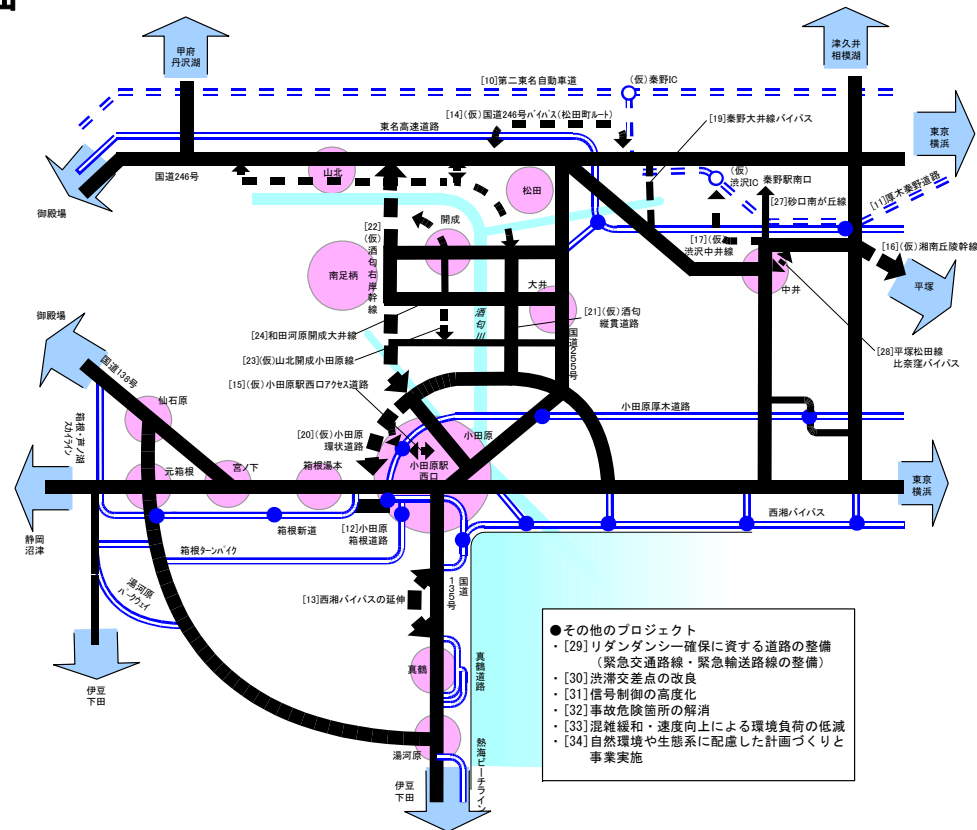 甲府
丹沢湖
津久井
相模湖
[10]第二東名自動車道
(仮)秦野IC
[14](仮)国道246号バイパス(松田町ルート)
[19]秦野大井線バイパス
東名高速道路
東京
横浜
国道246号
山北
松田
(仮)
渋沢IC
秦野駅南口
[27]砂口南が丘線
[11]厚木秦野道路
御殿場
[22]
(仮)
酒匂右岸幹線
開成
[17](仮)
渋沢中井線
[16](仮)湘南丘陵幹線
南足柄
大井
中井
平塚
酒匂川
国道255号
[21](仮)酒匂
縦貫道路
御殿場
[24]和田河原開成大井線
[23](仮)山北開成小田原線
[28]平塚松田線
比奈窪バイパス
国道138号
[15](仮)小田原駅西口アクセス道路
仙石原
箱根・芦ノ湖
スカイライン
小田原厚木道路
[20](仮)小田原
環状道路
小田原
元箱根
宮ノ下
箱根湯本
小田原駅
西口
東京
横浜
静岡
沼津
箱根新道
[12]小田原
箱根道路
西湘バイパス
箱根ターンパイク
湯河原
パークウェイ
[13]西湘バイパスの延伸
国道
135号
真鶴
真鶴道路
伊豆
下田
湯河原
熱海ビーチライン
伊豆
下田
●その他のプロジェクト
・[29]リダンダンシー確保に資する道路の整備
(緊急交通路線・緊急輸送路線の整備)
・[30]渋滞交差点の改良
・[31]信号制御の高度化
・[32]事故危険箇所の解消
・[33]混雑緩和・速度向上による環境負荷の低減
・[34]自然環境や生態系に配慮した計画づくりと
事業実施